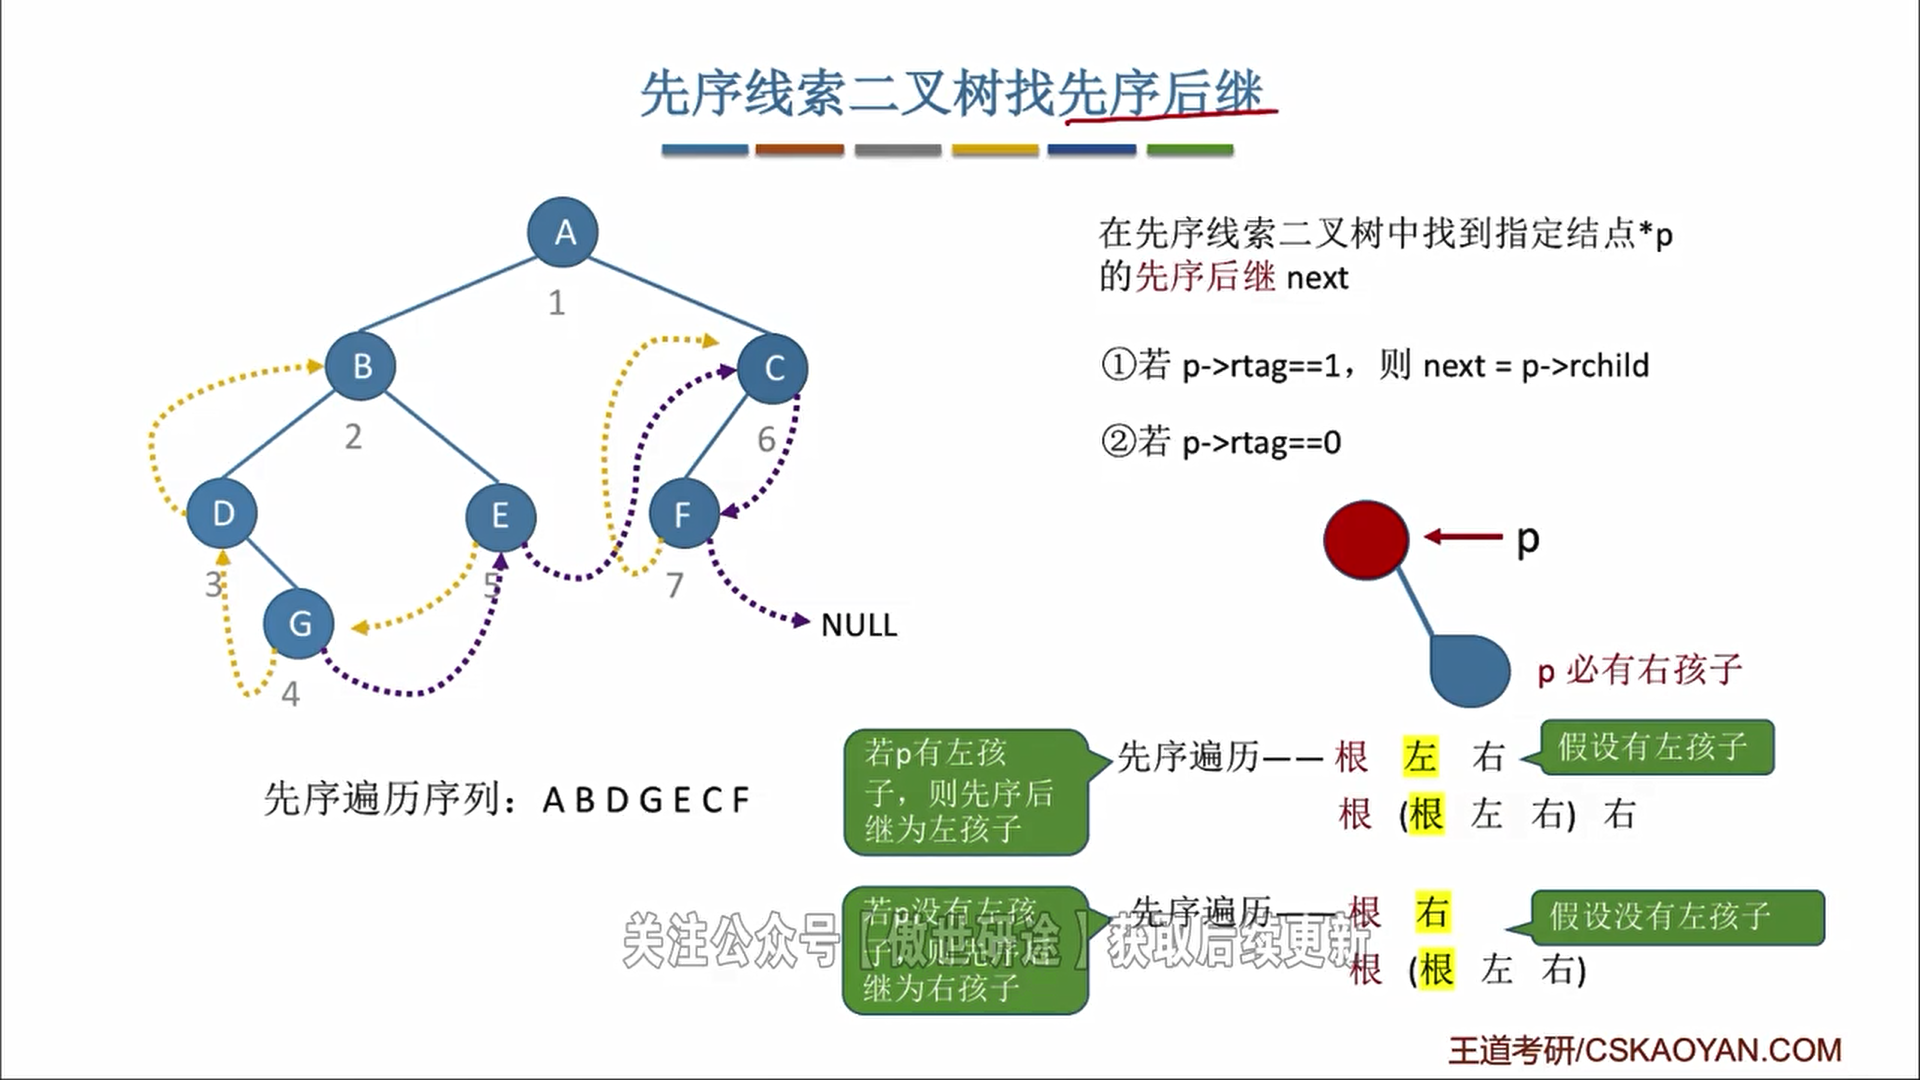 先序线索二叉树找先序后继
A
1
B
C
2
6
D
E
F
3
5
7
G
NULL
4
先序遍历序列：A B D G E C F
在先序线索二叉树中找到指定结点*p
的先序后继 next
①若 p->rtag==1，则 next = p->rchild
②若 p->rtag==0
p
p 必有右孩子
若p有左孩
子，则先序后
继为左孩子
先序遍历—— 根 左 右
假设有左孩子
根 (根 左 右) 右
若p没有左孩
子，则先序后
继为右孩子
先序遍历—— 根 右
假设没有左孩子
根 (根 左 右)
关注公众号【傲世研途】获取后续更新
王道考研/CSKAOYAN.COM